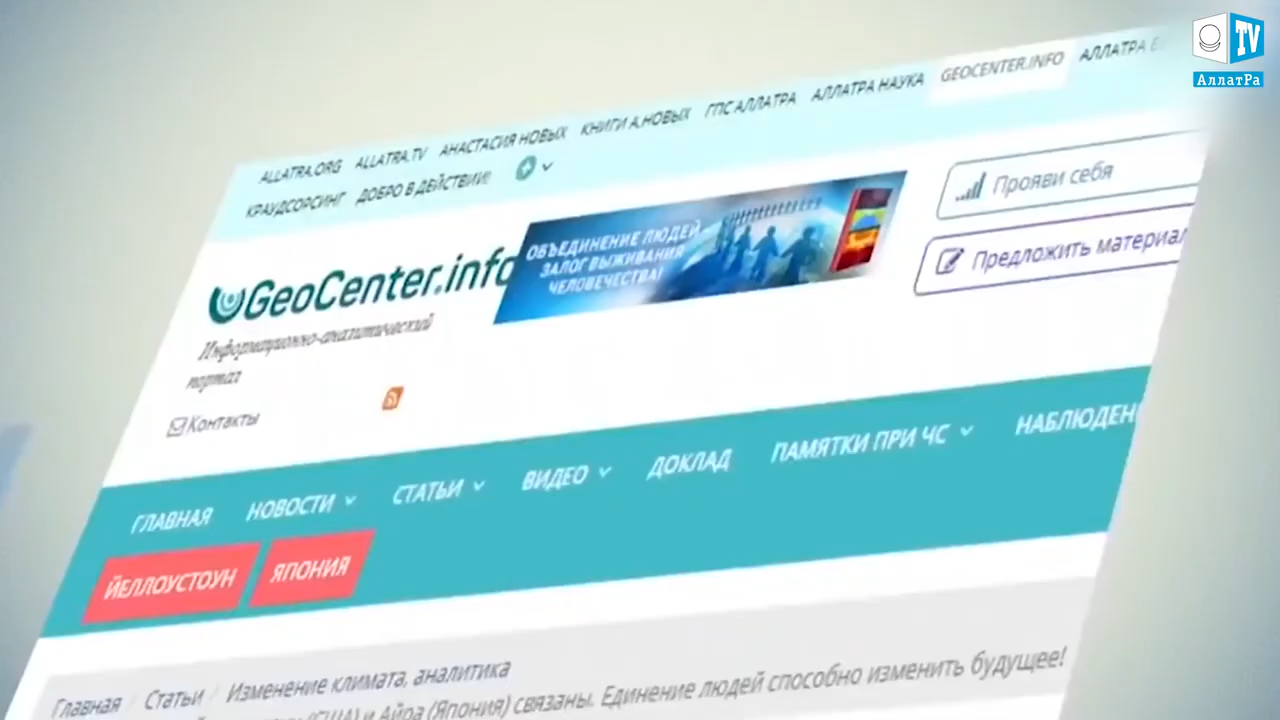 TV
АллатРа
ALLATRA.ORG ALLATRA.TV АНАСТАСИЯ НОВЫХ КНИГИ А.НОВЫХ ГПС АЛЛАТРА АЛЛАТРА НАУКА GEOCENTER.INFO АЛЛАТРА
КРАУДСОРСИНГ ДОБРО В ДЕЙСТВИИ!
GeoCenter.info
Информационно-аналитический
портал
Контакты
ОБЪЕДИНЕНИЕ ЛЮДЕЙ
ЗАЛОГ ВЫЖИВАНИЯ
ЧЕЛОВЕЧЕСТВА!
Прояви себя
Предложить материал
ГЛАВНАЯ НОВОСТИ СТАТЬИ ВИДЕО ДОКЛАД ПАМЯТКИ ПРИ ЧС НАБЛЮДЕН
ЙЕЛЛОУСТОУН ЯПОНИЯ
Главная / Статьи / Изменение климата, аналитика
(США) и Айра (Япония) связаны. Единение людей способно изменить будущее!